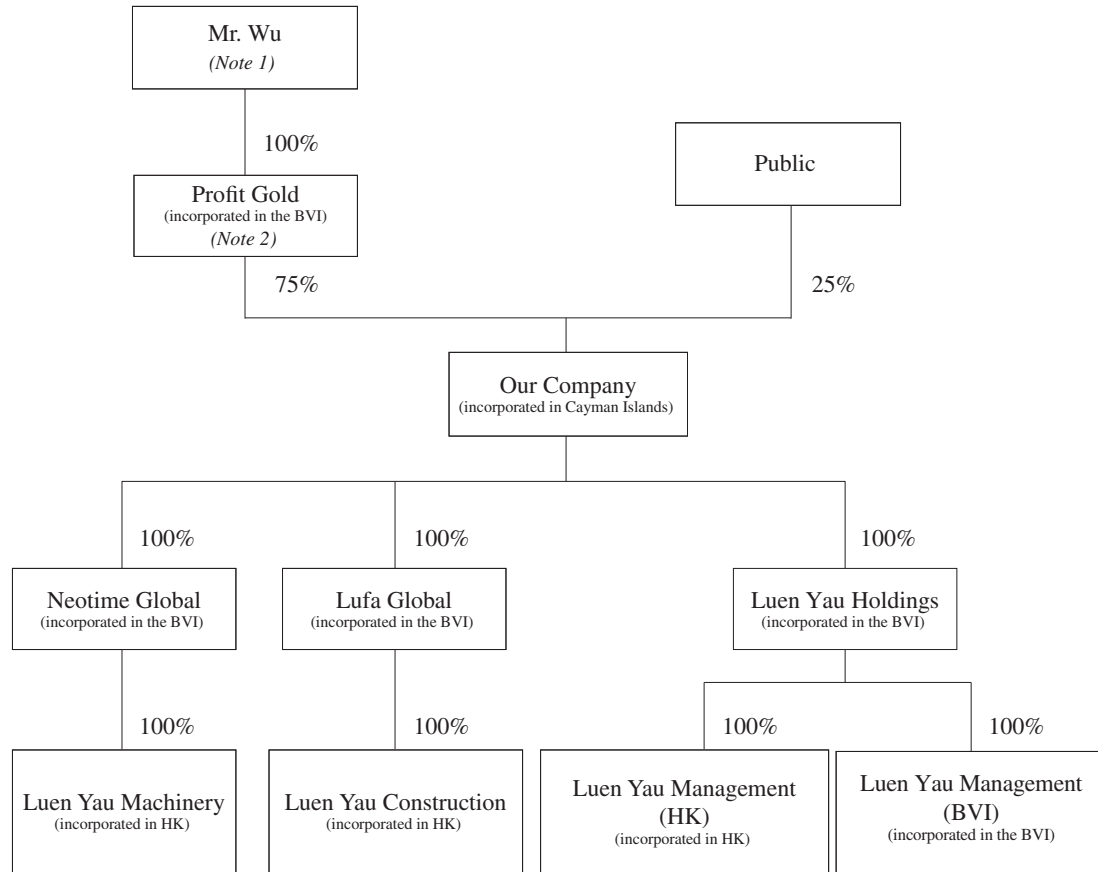 Mr. Wu
(Note 1)
100%
Public
Profit Gold
(incorporated in the BVI)
(Note 2)
75%
25%
Our Company
(incorporated in Cayman Islands)
100%
100%
100%
Neotime Global
(incorporated in the BVI)
Lufa Global
(incorporated in the BVI)
Luen Yau Holdings
(incorporated in the BVI)
100%
100%
100%
100%
Luen Yau Machinery
(incorporated in HK)
Luen Yau Construction
(incorporated in HK)
Luen Yau Management
(HK)
(incorporated in HK)
Luen Yau Management
(BVI)
(incorporated in the BVI)